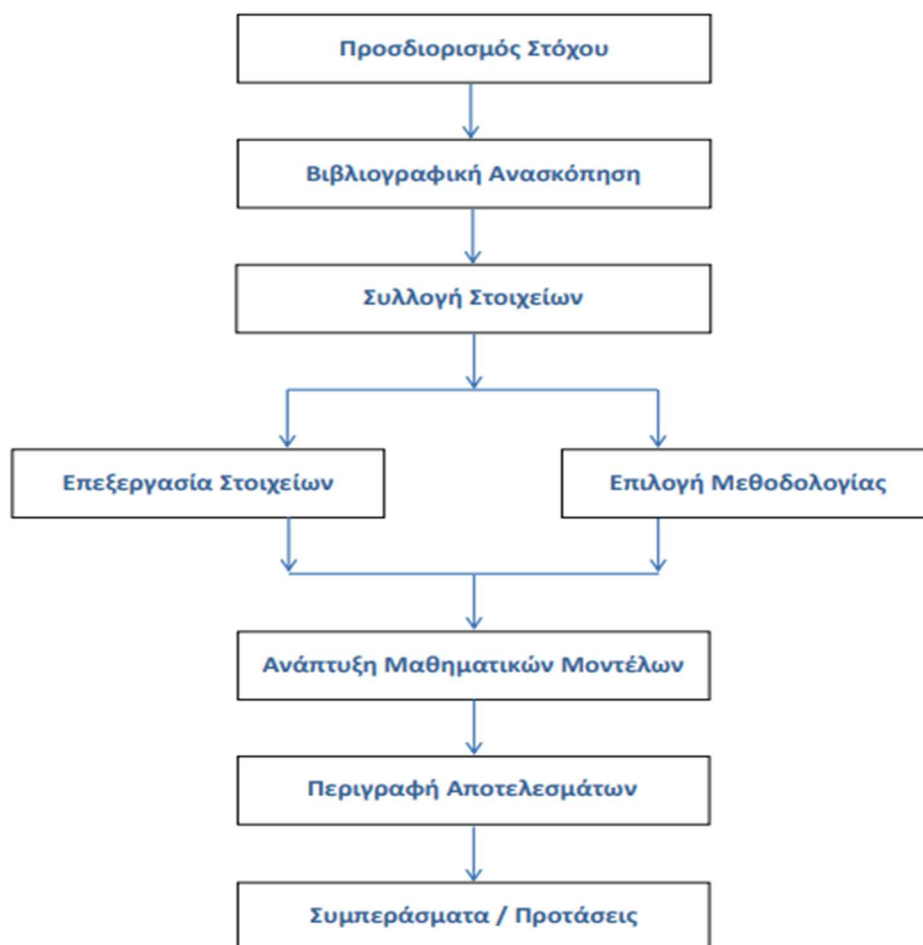 Προσδιορισμός Στόχου
Βιβλιογραφική Ανασκόπηση
Συλλογή Στοιχείων
Επεξεργασία Στοιχείων
Επιλογή Μεθοδολογίας
Ανάπτυξη Μαθηματικών Μοντέλων
Περιγραφή Αποτελεσμάτων
Συμπεράσματα / Προτάσεις